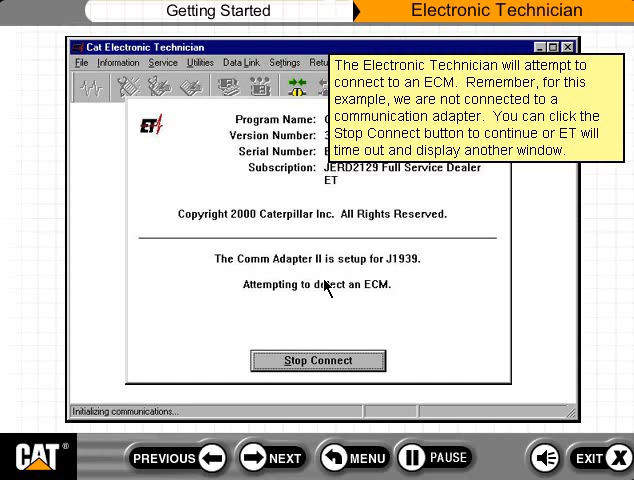 Getting Started
Electronic Technician
Cat Electronic Technician
File Information Service Utilities Data Link Settings
The Electronic Technician will attempt to
connect to an ECM. Remember, for this
example, we are not connected to a
communication adapter. You can click the
Stop Connect button to continue or ET will
time out and display another window.
ET
Program Name:
Version Number:
Serial Number:
Subscription: JERD2129 Full Service Dealer
ET
Copyright 2000 Caterpillar Inc. All Rights Reserved.
The Comm Adapter II is setup for J1939.
Attempting to detect an ECM.
Stop Connect
Initializing communications...
CAT®
PREVIOUS
NEXT
MENU
PAUSE
EXIT X